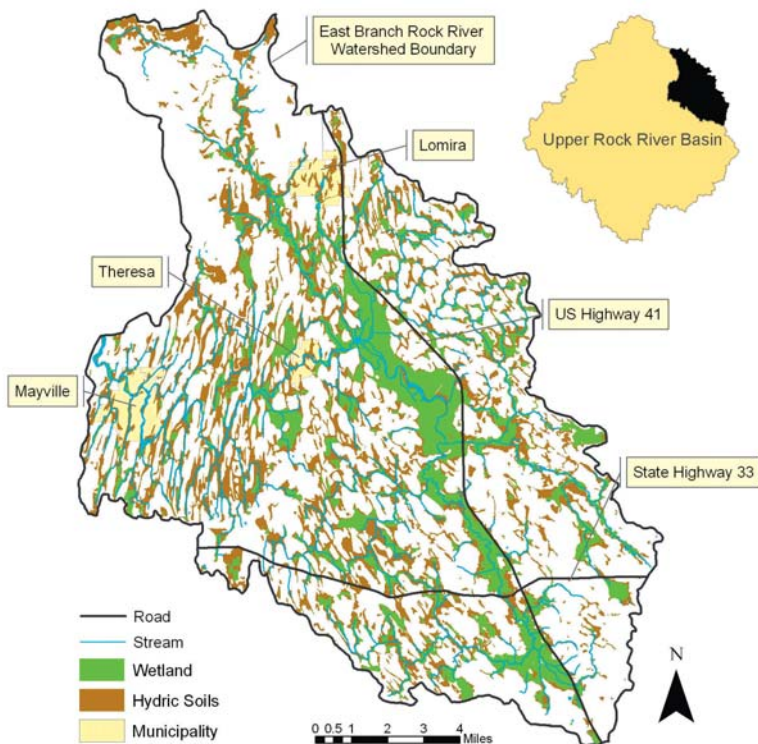 East Branch Rock River
Watershed Boundary
Lomira
Upper Rock River Basin
Theresa
US Highway 41
Mayville
State Highway 33
Road
Stream
Wetland
Hydric Soils
Municipality
N
0 0.5 1 2 3 4
Miles